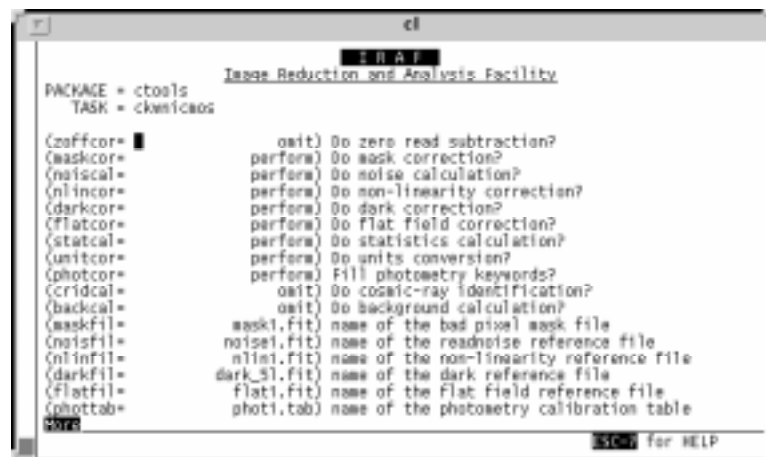 cl
I R A F
Image Reduction and Analysis Facility
PACKAGE = ctools
TASK = ckwnicmos
(zoffcor= omit) Do zero read subtraction?
(maskcor= perform) Do mask correction?
(noiscal= perform) Do noise calculation?
(nlincor= perform) Do non-linearity correction?
(darkcor= perform) Do dark correction?
(flatcor= perform) Do flat field correction?
(statcal= perform) Do statistics calculation?
(unitcor= perform) Do units conversion?
(photcor= perform) Fill photometry keywords?
(cridcal= omit) Do cosmic-ray identification?
(backcal= omit) Do background calculation?
(maskfil= maski.fit) name of the bad pixel mask file
(noisfil= noisei.fit) name of the readnoise reference file
(nlinfil= nlini.fit) name of the non-linearity reference file
(darkfil= dark_5l.fit) name of the dark reference file
(flatfil= flati.fit) name of the flat field reference file
(phottab= photi.tab) name of the photometry calibration table
More
ESC-? for HELP